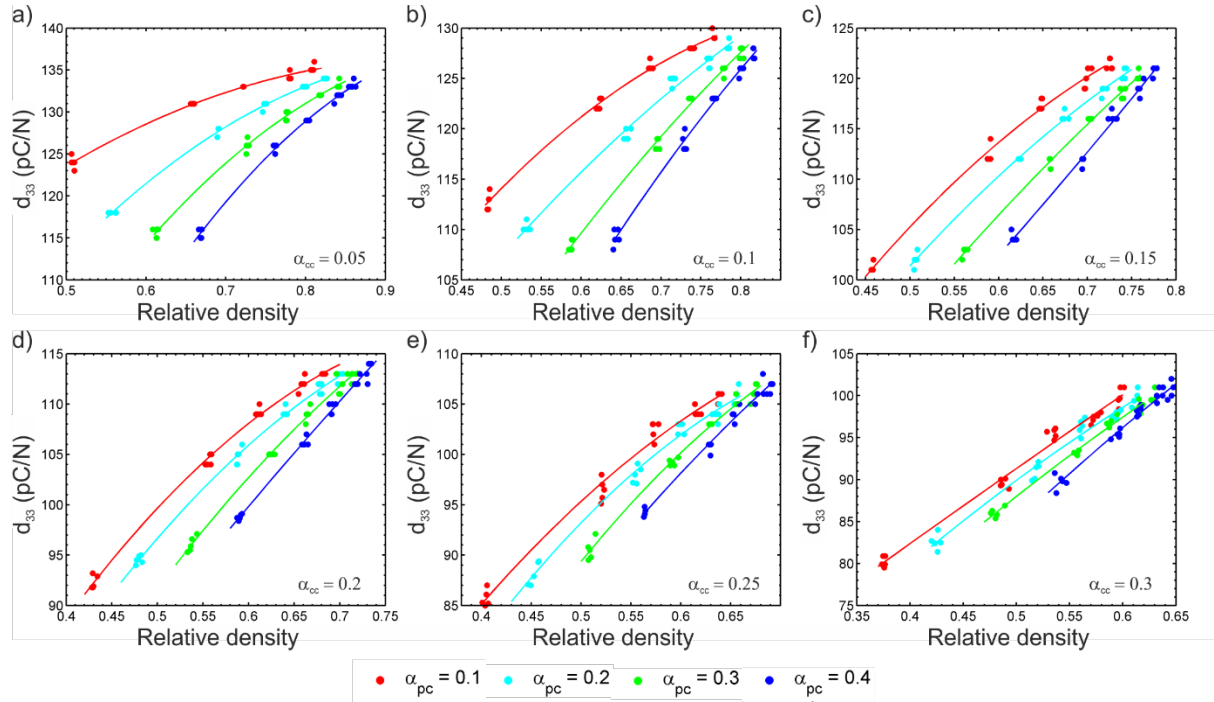 a)
140
135
130
125
120
115
110
d33 (pC/N)
0.5 0.6 0.7 0.8 0.9
Relative density
αcc = 0.05
b)
130
125
120
115
110
108
d33 (pC/N)
0.45 0.5 0.55 0.6 0.65 0.7 0.75 0.8
Relative density
αcc = 0.1
c)
125
120
115
110
105
100
d33 (pC/N)
0.45 0.5 0.55 0.6 0.65 0.7 0.75 0.8
Relative density
αcc = 0.15
d)
115
110
105
100
95
90
d33 (pC/N)
0.4 0.45 0.5 0.55 0.6 0.65 0.7 0.75
Relative density
αcc = 0.2
e)
110
105
100
95
90
85
d33 (pC/N)
0.4 0.45 0.5 0.55 0.6 0.65 0.7
Relative density
αcc = 0.25
f)
105
101
95
90
85
80
75
d33 (pC/N)
0.35 0.4 0.45 0.5 0.55 0.6 0.65
Relative density
αcc = 0.3
αpc = 0.1 αpc = 0.2 αpc = 0.3 αpc = 0.4